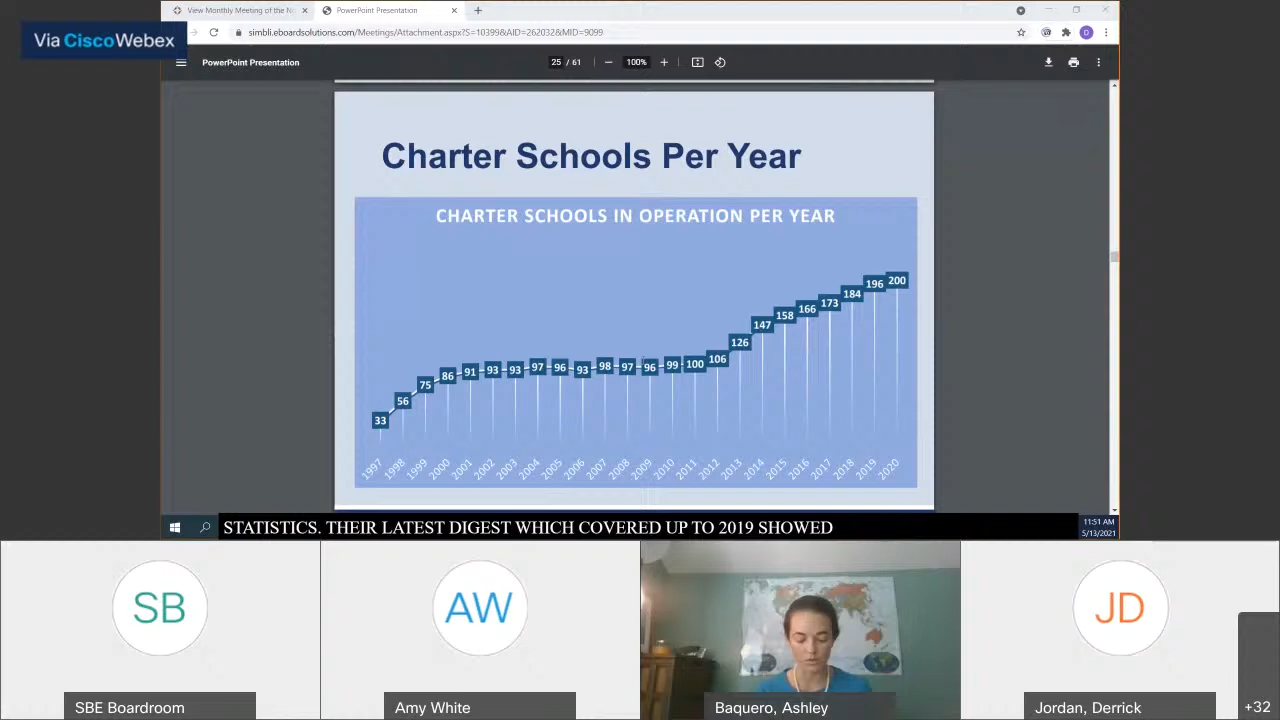 View Monthly Meeting of the N
PowerPoint Presentation
Via CiscoWebex
simbli.eboardsolutions.com/Meetings/Attachment.aspx?S=10399&AID=262032&MID=9099
D
PowerPoint Presentation
25 / 61
100%
Charter Schools Per Year
CHARTER SCHOOLS IN OPERATION PER YEAR
33 56 75 86 91 93 93 97 96 93 98 97 96 99 100 106 126 147 158 166 173 184 196 200
1997 1998 1999 2000 2001 2002 2003 2004 2005 2006 2007 2008 2009 2010 2011 2012 2013 2014 2015 2016 2017 2018 2019 2020
STATISTICS. THEIR LATEST DIGEST WHICH COVERED UP TO 2019 SHOWED
11:51 AM
5/13/2021
SB
AW
JD
SBE Boardroom
Amy White
Baquero, Ashley
Jordan, Derrick
+32